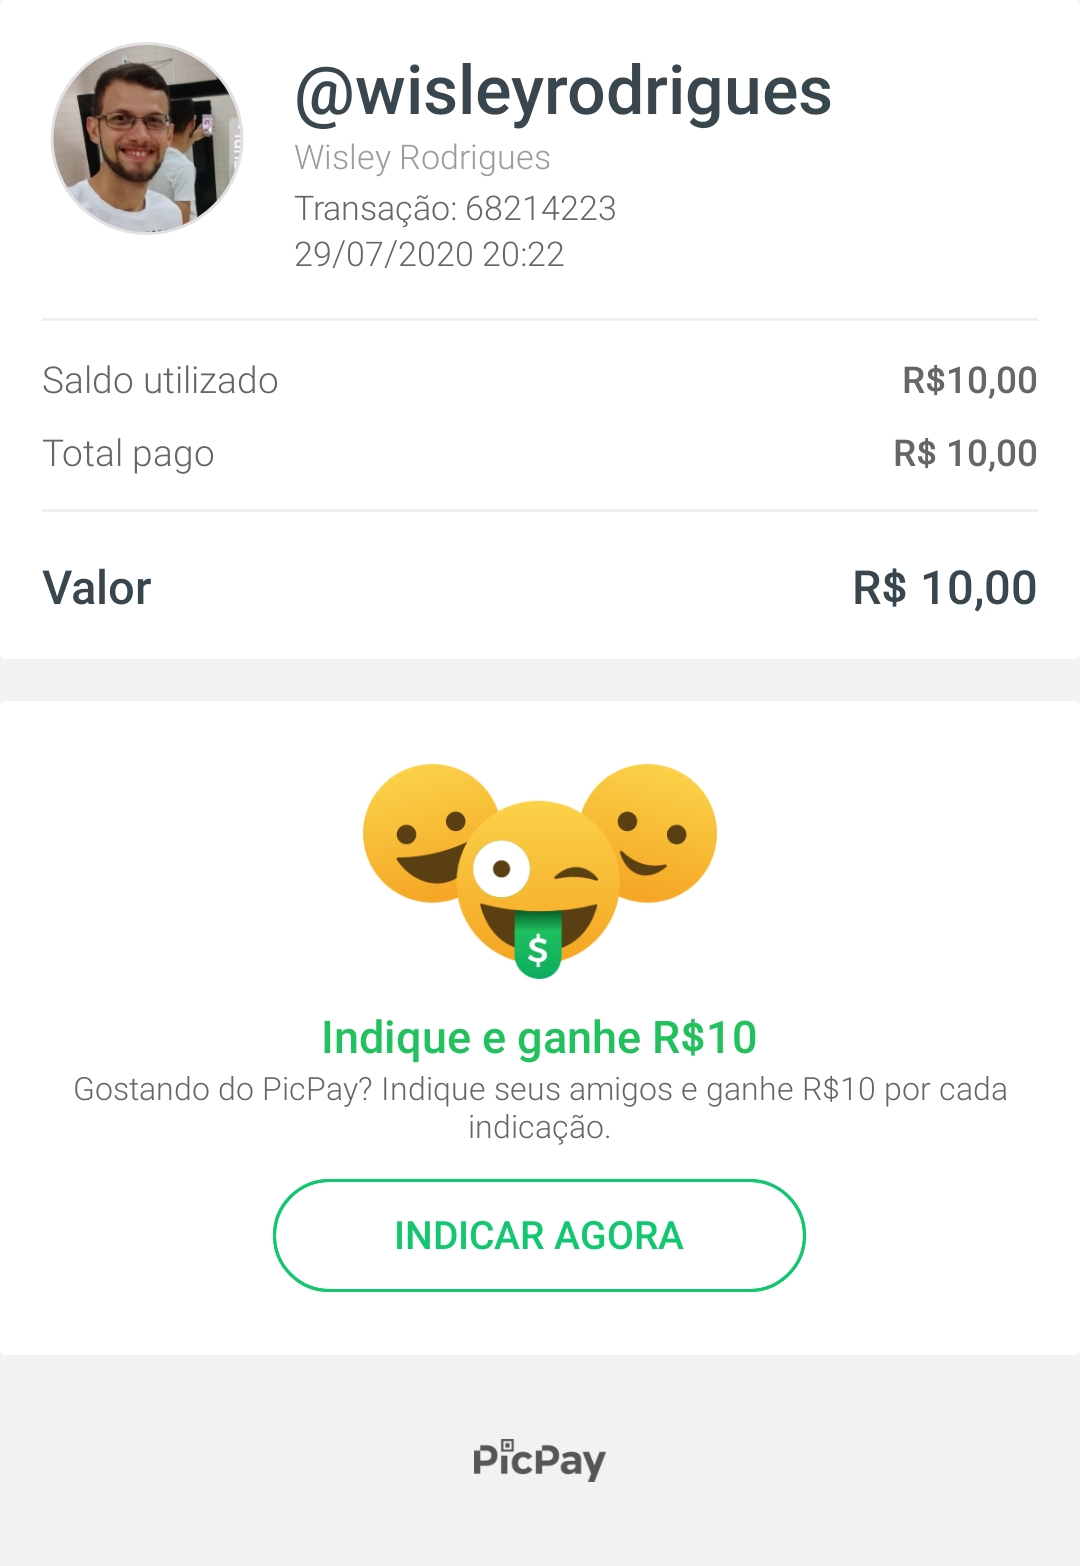 @wisleyrodrigues
Wisley Rodrigues
Transação: 68214223
29/07/2020 20:22
Saldo utilizado R$10,00
Total pago R$ 10,00
Valor R$ 10,00
$
Indique e ganhe R$10
Gostando do PicPay? Indique seus amigos e ganhe R$10 por cada
indicação.
INDICAR AGORA
PicPay